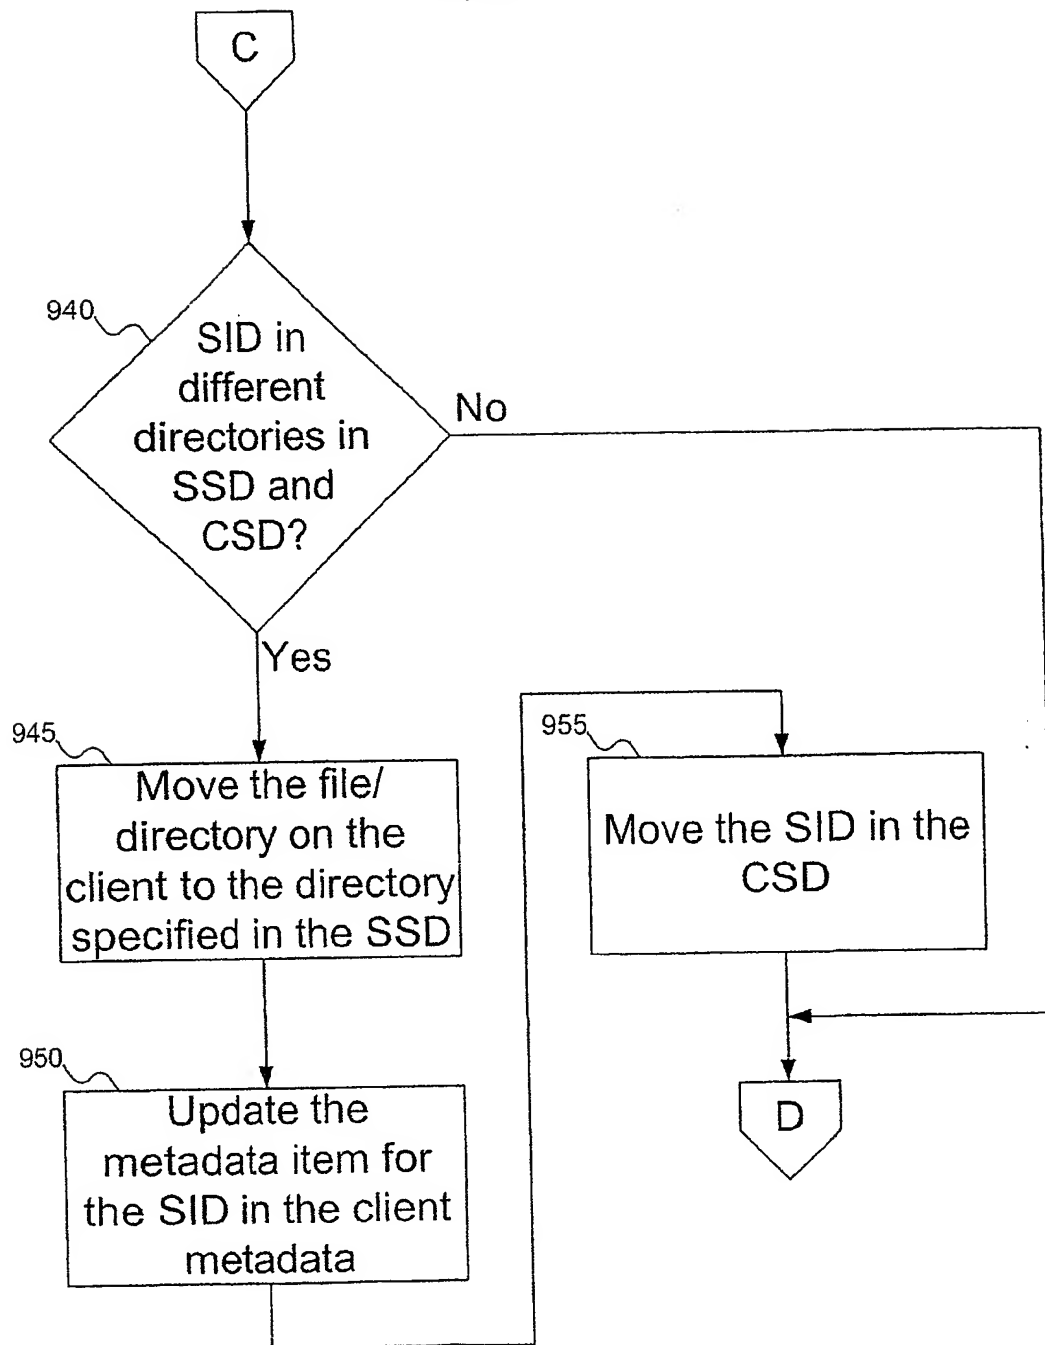 C
940
SID in
different
directories in
SSD and
CSD?
No
Yes
945
Move the file/
directory on the
client to the directory
specified in the SSD
950
Update the
metadata item for
the SID in the client
metadata
955
Move the SID in the
CSD
D